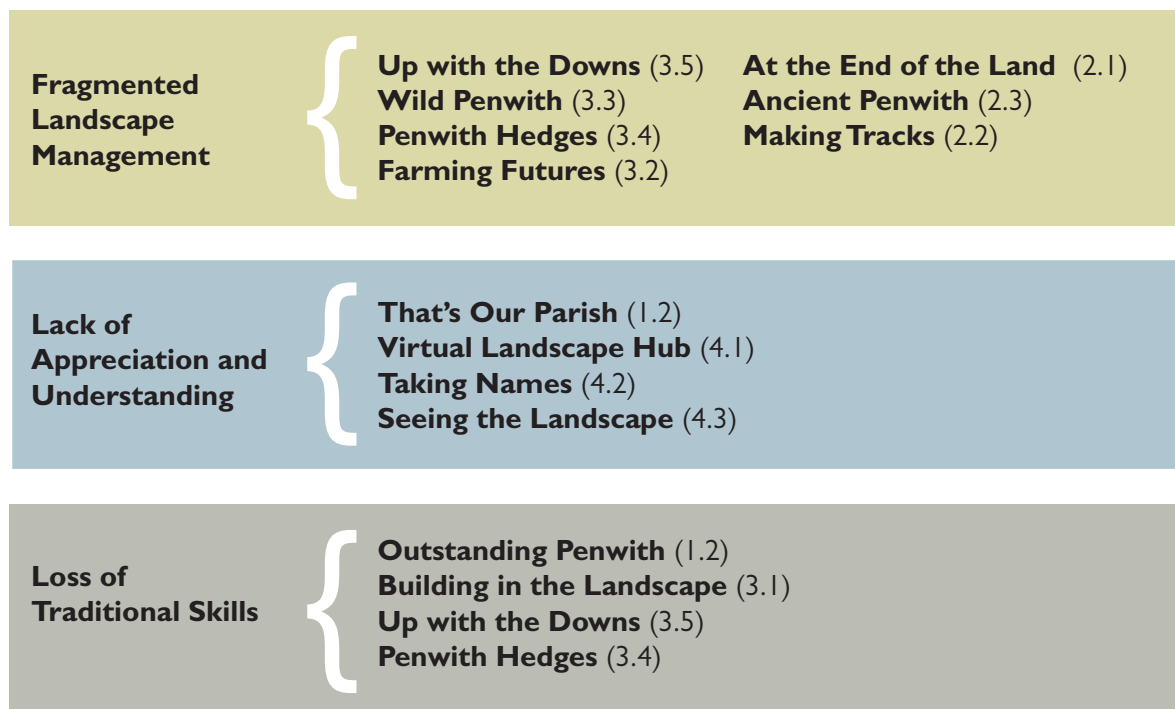 Fragmented
Landscape
Management
Up with the Downs (3.5)
Wild Penwith (3.3)
Penwith Hedges (3.4)
Farming Futures (3.2)
At the End of the Land (2.1)
Ancient Penwith (2.3)
Making Tracks (2.2)
Lack of
Appreciation and
Understanding
That's Our Parish (1.2)
Virtual Landscape Hub (4.1)
Taking Names (4.2)
Seeing the Landscape (4.3)
Loss of
Traditional Skills
Outstanding Penwith (1.2)
Building in the Landscape (3.1)
Up with the Downs (3.5)
Penwith Hedges (3.4)